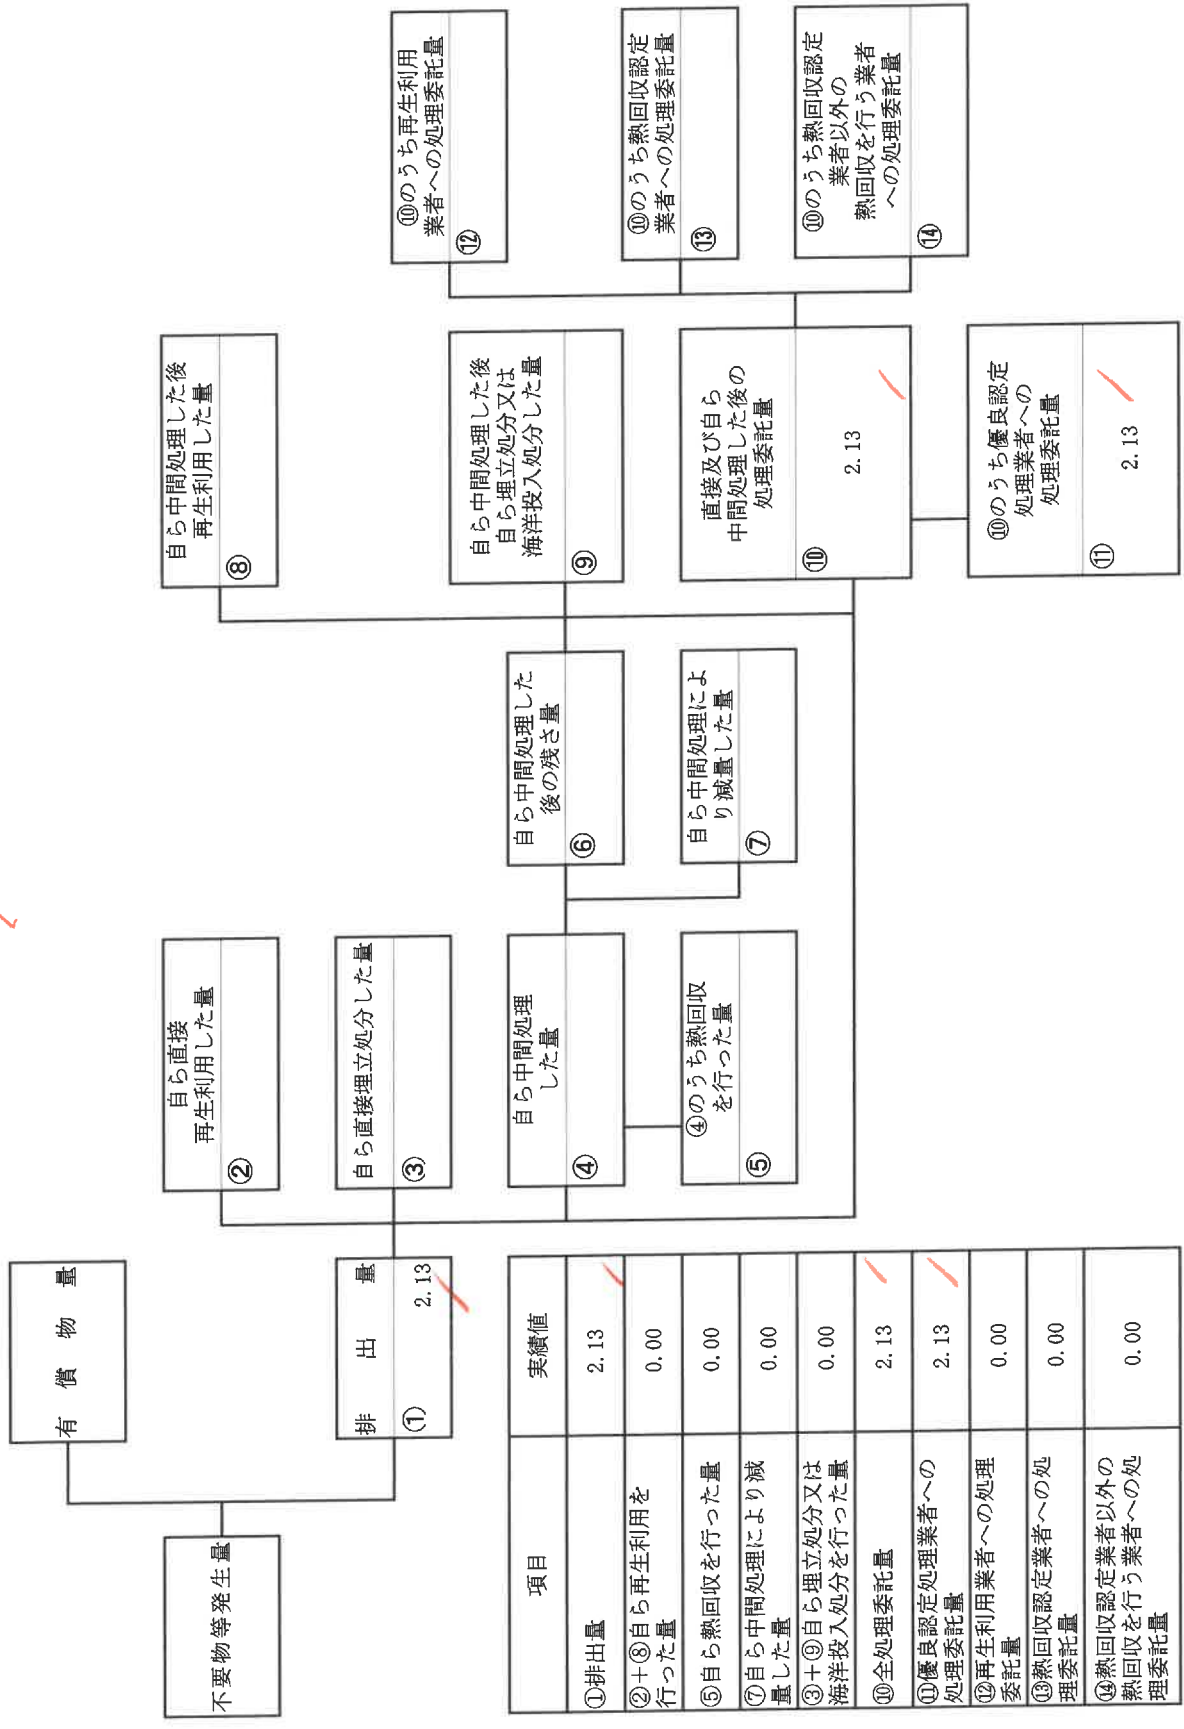 不要物等発生量
有償物量
排出量
①
2.13
自ら直接
再生利用した量
②
自ら直接埋立処分した量
③
自ら中間処理
した量
④
④のうち熱回収
を行った量
⑤
自ら中間処理した
後の残さ量
⑥
自ら中間処理によ
り減量した量
⑦
自ら中間処理した後
再生利用した量
⑧
自ら中間処理した後
自ら埋立処分又は
海洋投入処分した量
⑨
直接及び自ら
中間処理した後の
処理委託量
⑩
2.13
⑩のうち優良認定
処理業者への
処理委託量
⑪
2.13
⑩のうち再生利用
業者への処理委託量
⑫
⑩のうち熱回収認定
業者への処理委託量
⑬
⑩のうち熱回収認定
業者以外の
熱回収を行う業者
への処理委託量
⑭
項目 実績値
①排出量 2.13
②+⑧自ら再生利用を
行った量 0.00
⑤自ら熱回収を行った量 0.00
⑦自ら中間処理により減
量した量 0.00
③+⑨自ら埋立処分又は
海洋投入処分を行った量 0.00
⑩全処理委託量 2.13
⑪優良認定処理業者への
処理委託量 2.13
⑫再生利用業者への処理
委託量 0.00
⑬熱回収認定業者への処
理委託量 0.00
⑭熱回収認定業者以外の
熱回収を行う業者への処
理委託量 0.00